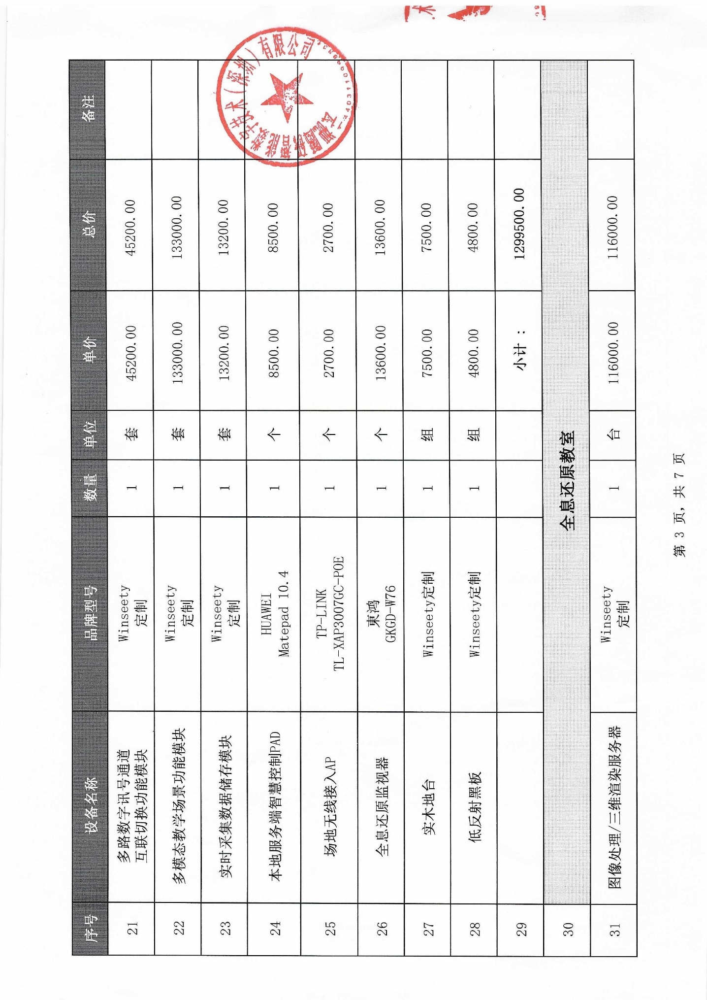 序号 设备名称 品牌型号 数量 单位 单价 总价 备注
21 多路数字讯号通道 Winseety 1 套 45200.00 45200.00
互联切换功能模块 定制
22 多模态教学场景功能模块 Winseety 1 套 133000.00 133000.00
定制
23 实时采集数据储存模块 Winseety 1 套 13200.00 13200.00
定制
24 本地服务端智慧控制PAD HUAWEI 1 个 8500.00 8500.00
Matepad 10.4
25 场地无线接入AP TP-LINK 1 个 2700.00 2700.00
TL-XAP3007GC-POE
26 全息还原监视器 東鸿 1 个 13600.00 13600.00
GKGD-W76
27 实木地台 Winseety定制 1 组 7500.00 7500.00
28 低反射黑板 Winseety定制 1 组 4800.00 4800.00
29 小计： 1299500.00
30 全息还原教室
31 图像处理/三维渲染服务器 Winseety 1 台 116000.00 116000.00
定制
智能数字技术(深圳)有限公司
第 3 页, 共 7 页